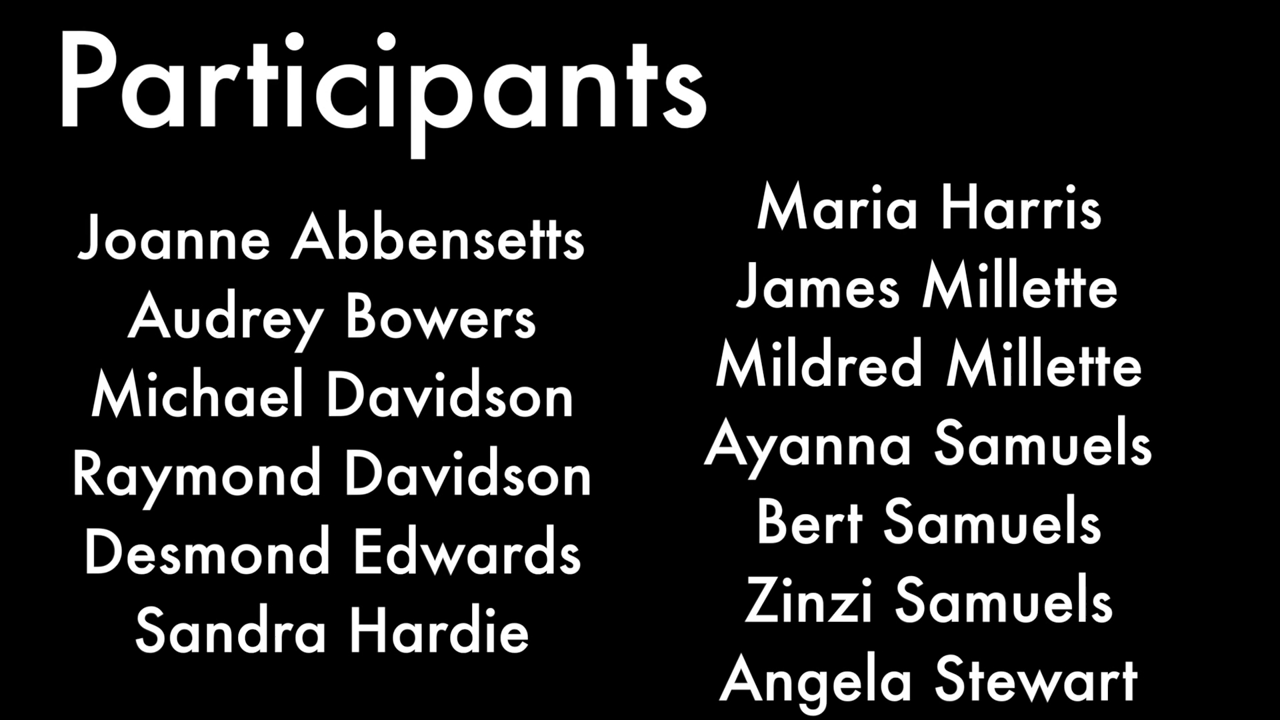 Participants
Joanne Abbensetts
Audrey Bowers
Michael Davidson
Raymond Davidson
Desmond Edwards
Sandra Hardie
Maria Harris
James Millette
Mildred Millette
Ayanna Samuels
Bert Samuels
Zinzi Samuels
Angela Stewart